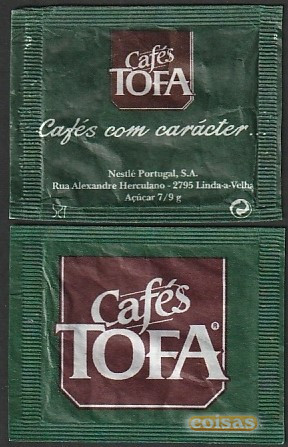 Cafés
TOFA
Cafés com carácter...
Nestlé Portugal, S.A.
Rua Alexandre Herculano - 2795 Linda-a-Velha
Açúcar 7/9 g
Cafés
TOFA®
coisas